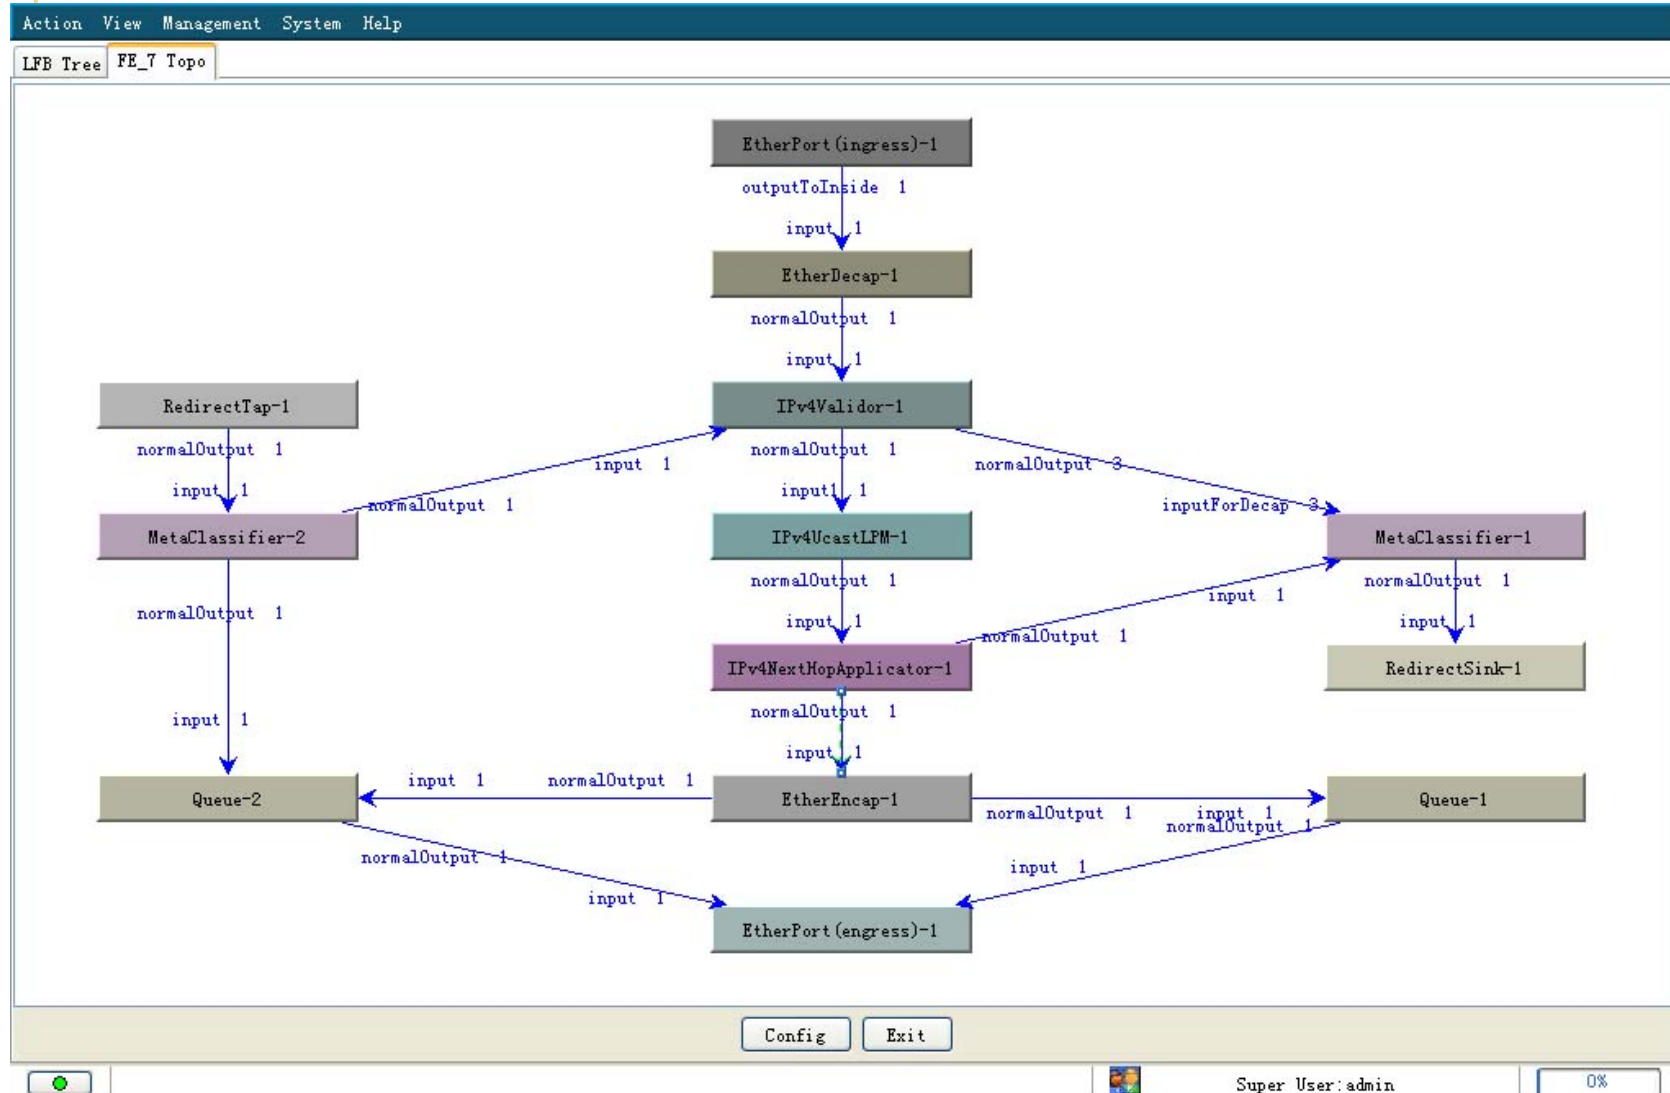 Action View Management System Help
LFB Tree FE_7 Topo
EtherPort(ingress)-1
outputToInside 1
input 1
EtherDecap-1
normalOutput 1
input 1
RedirectTap-1
IPv4Validor-1
normalOutput 1
normalOutput 1
input 1
normalOutput 3
input 1
input1 1
normalOutput 1
inputForDecap 3
MetaClassifier-2
IPv4UcastLPM-1
MetaClassifier-1
normalOutput 1
normalOutput 1
input 1
normalOutput 1
input 1
normalOutput 1
input 1
IPv4NextHopApplicator-1
RedirectSink-1
normalOutput 1
input 1
input 1
input 1
normalOutput 1
Queue-2
EtherEncap-1
Queue-1
normalOutput 1
input 1
normalOutput 1
normalOutput 1
input 1
input 1
EtherPort(engress)-1
Config Exit
Super User:admin 0%